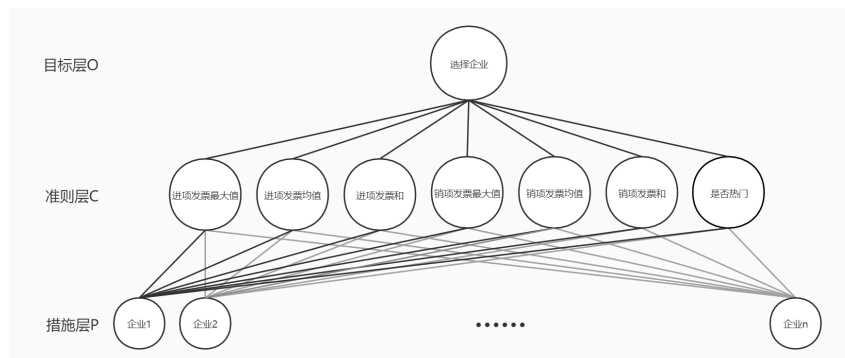 目标层O
选择企业
准则层C
进项发票最大值
进项发票均值
进项发票和
销项发票最大值
销项发票均值
销项发票和
是否热门
措施层P
企业1
企业2
······
企业n